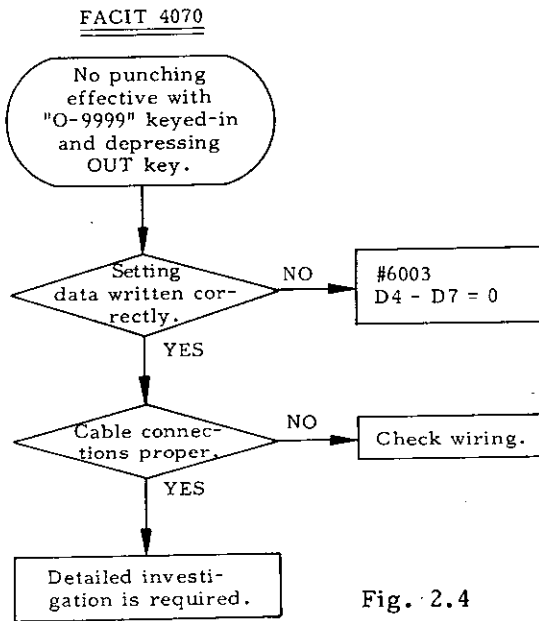 FACIT 4070
No punching
effective with
"O-9999" keyed-in
and depressing
OUT key.
Setting
data written cor-
rectly.
NO
#6003
D4 - D7 = 0
YES
Cable connec-
tions proper.
NO
Check wiring.
YES
Detailed investi-
gation is required.
Fig. 2.4